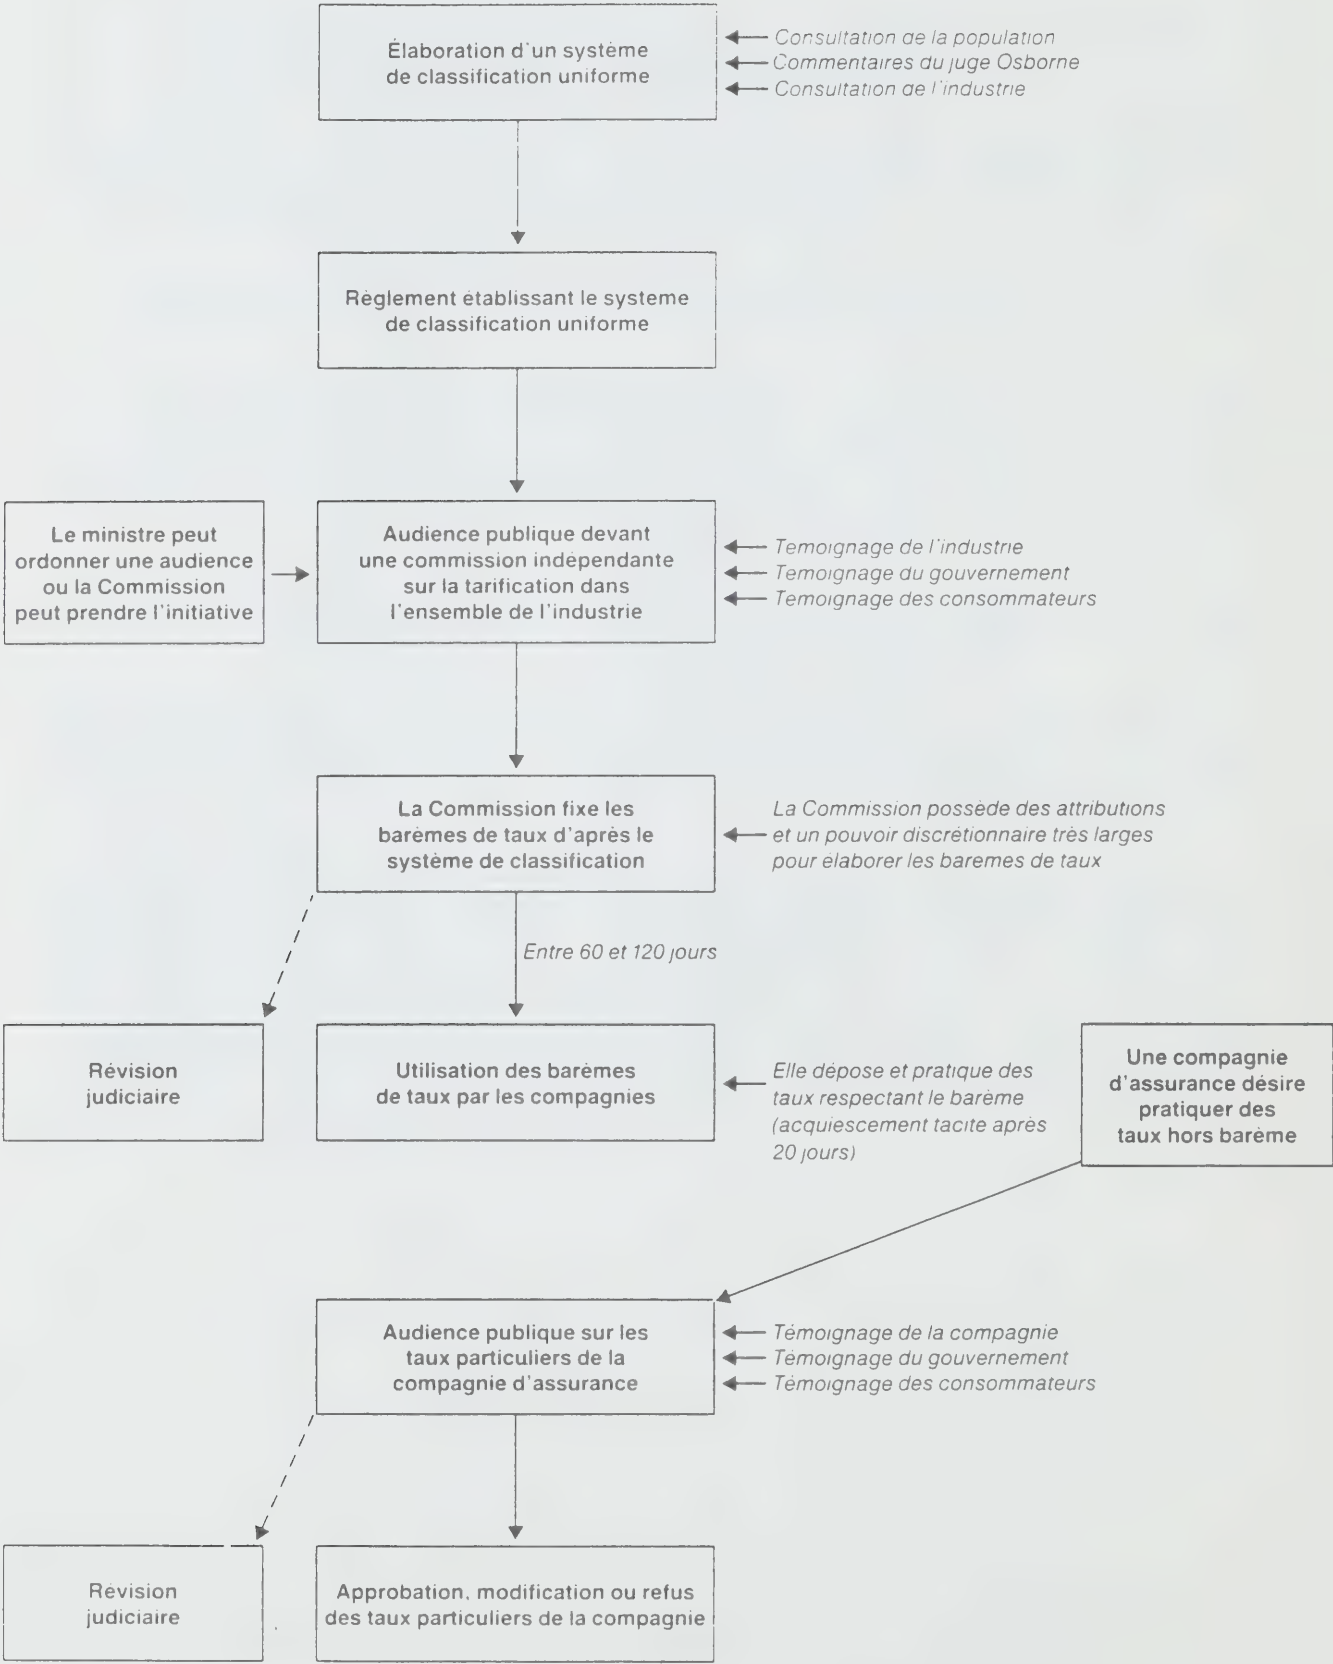 Élaboration d'un système
de classification uniforme
Consultation de la population
Commentaires du juge Osborne
Consultation de l'industrie
Règlement établissant le systeme
de classification uniforme
Le ministre peut
ordonner une audience
ou la Commission
peut prendre l'initiative
Audience publique devant
une commission indépendante
sur la tarification dans
l'ensemble de l'industrie
Temoignage de l'industrie
Temoignage du gouvernement
Temoignage des consommateurs
La Commission fixe les
barèmes de taux d'après le
système de classification
La Commission possède des attributions
et un pouvoir discrétionnaire très larges
pour élaborer les baremes de taux
Entre 60 et 120 jours
Révision
judiciaire
Utilisation des barèmes
de taux par les compagnies
Elle dépose et pratique des
taux respectant le barème
(acquiescement tacite après
20 jours)
Une compagnie
d'assurance désire
pratiquer des
taux hors barème
Audience publique sur les
taux particuliers de la
compagnie d'assurance
Témoignage de la compagnie
Témoignage du gouvernement
Témoignage des consommateurs
Révision
judiciaire
Approbation, modification ou refus
des taux particuliers de la compagnie